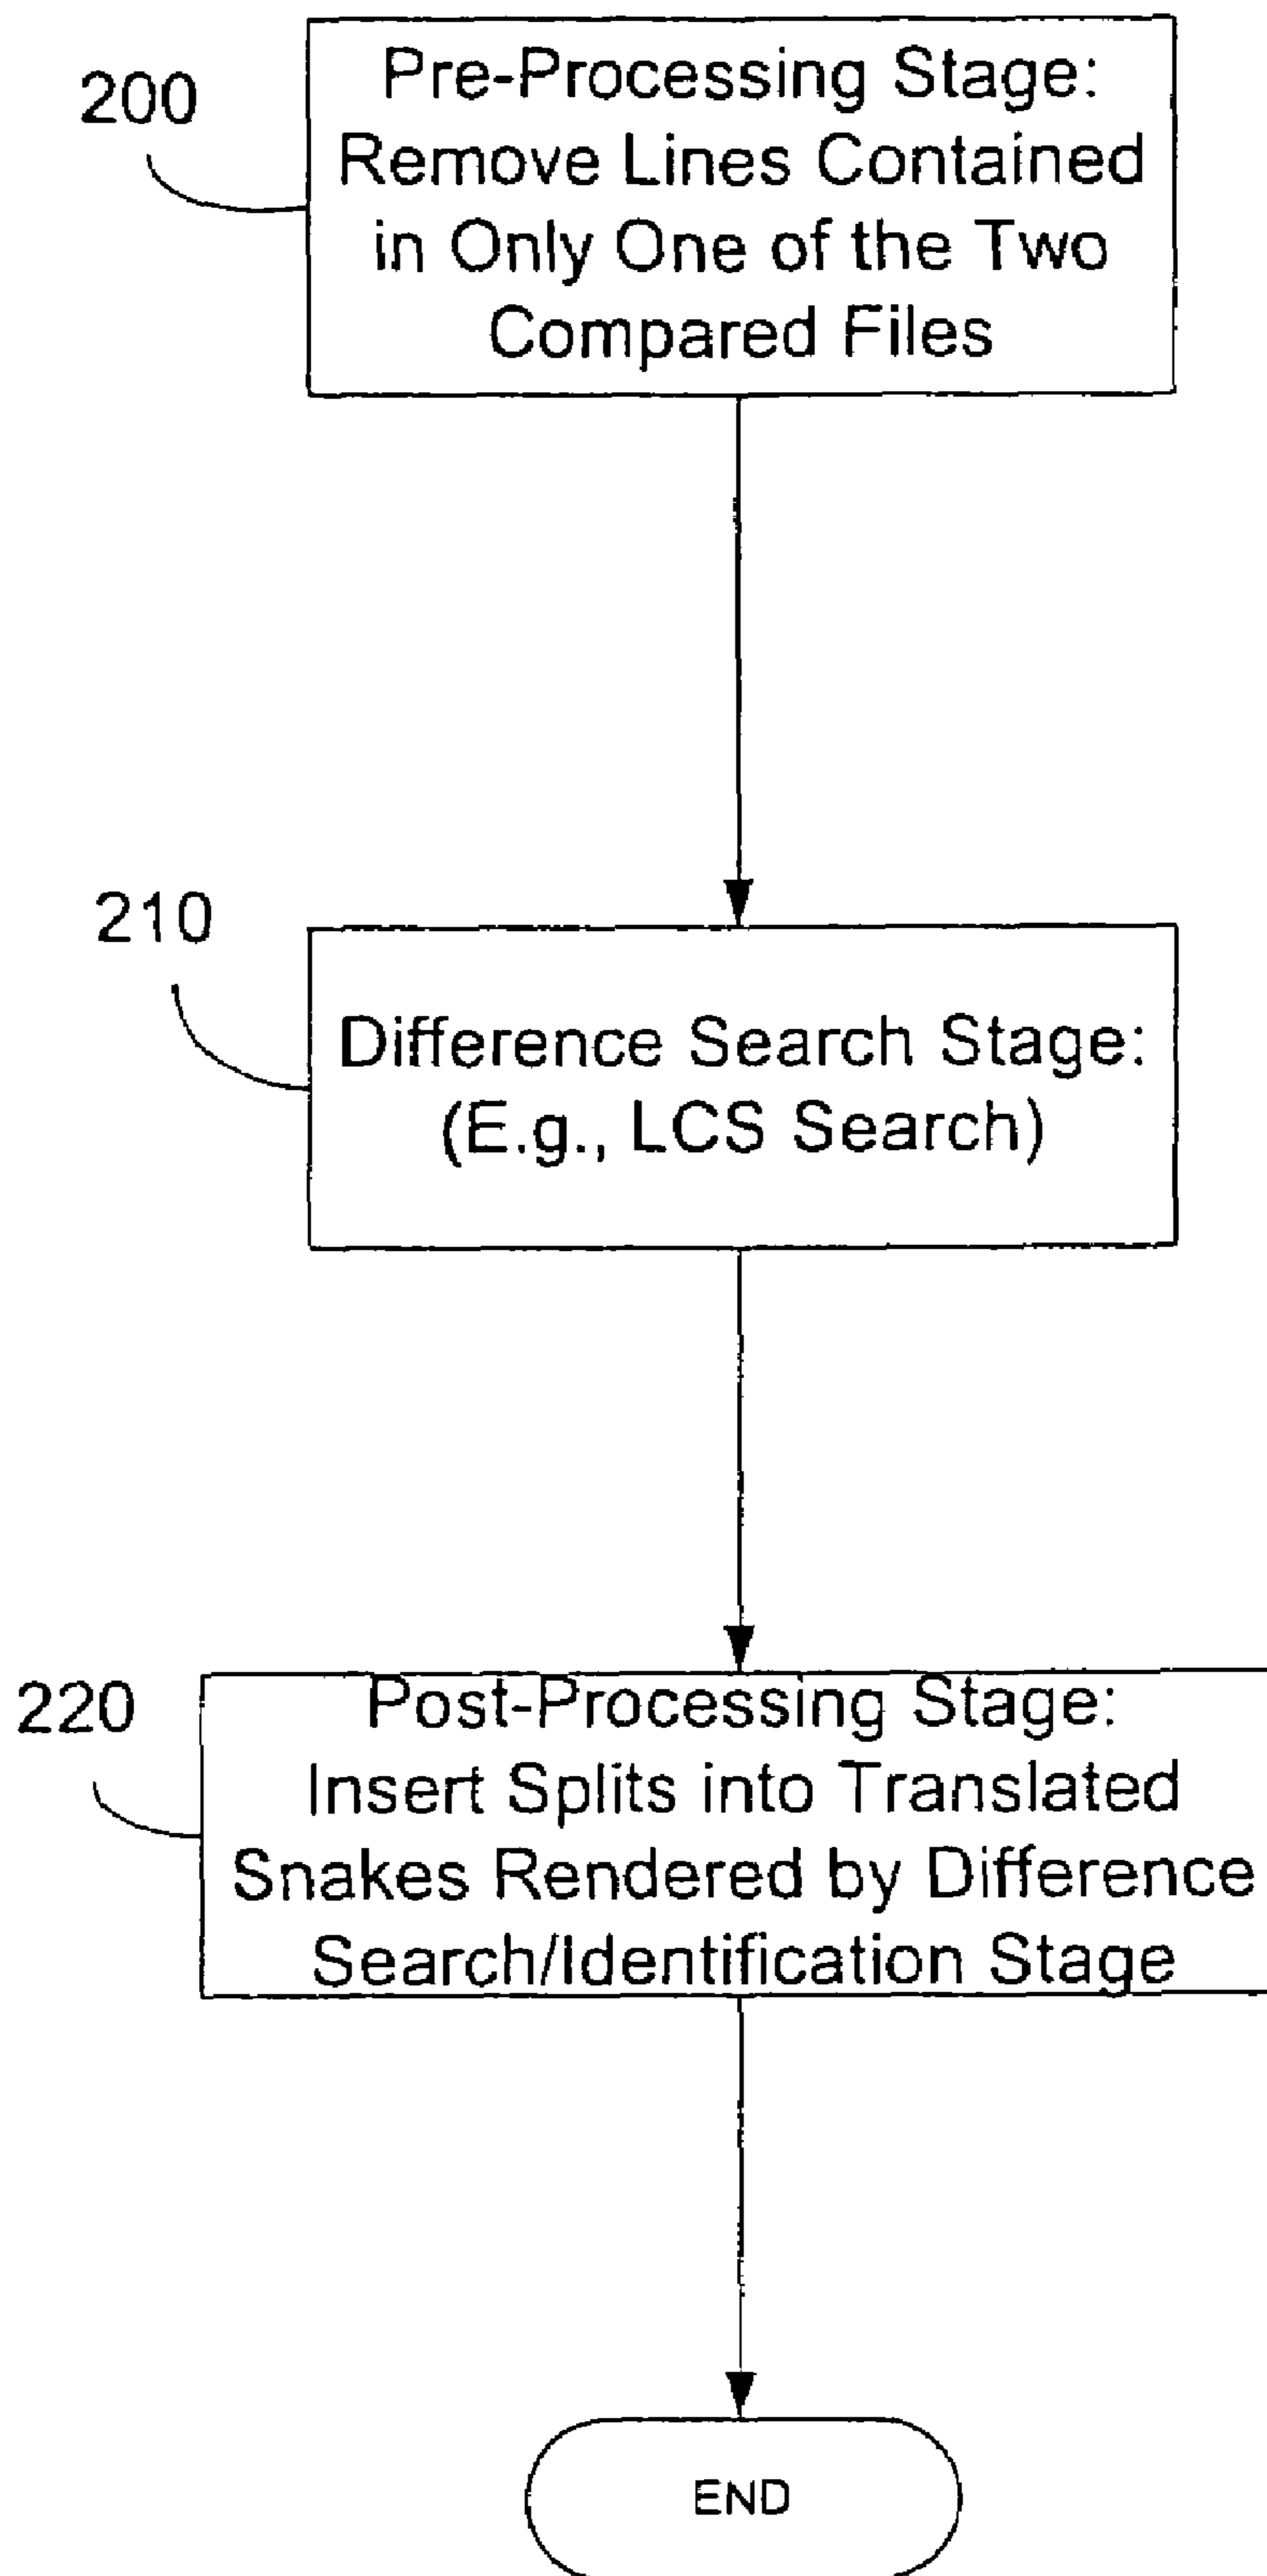 200
Pre-Processing Stage:
Remove Lines Contained
in Only One of the Two
Compared Files
210
Difference Search Stage:
(E.g., LCS Search)
220
Post-Processing Stage:
Insert Splits into Translated
Snakes Rendered by Difference
Search/Identification Stage
END